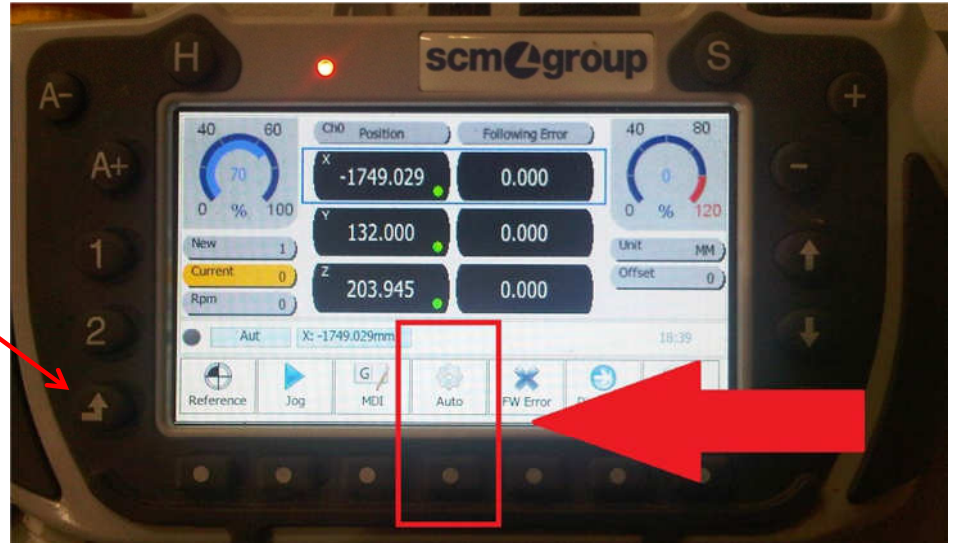 H
scm group
S
A-
+
A+
-
1
2
40 60
70
0 % 100
Ch0 Position
Following Error
40 80
0
0 % 120
X -1749.029
0.000
Y 132.000
0.000
Z 203.945
0.000
New 1
Current 0
Rpm 0
Unit MM
Offset 0
Aut
X: -1749.029mm
18:39
G
Reference
Jog
MDI
Auto
FW Error